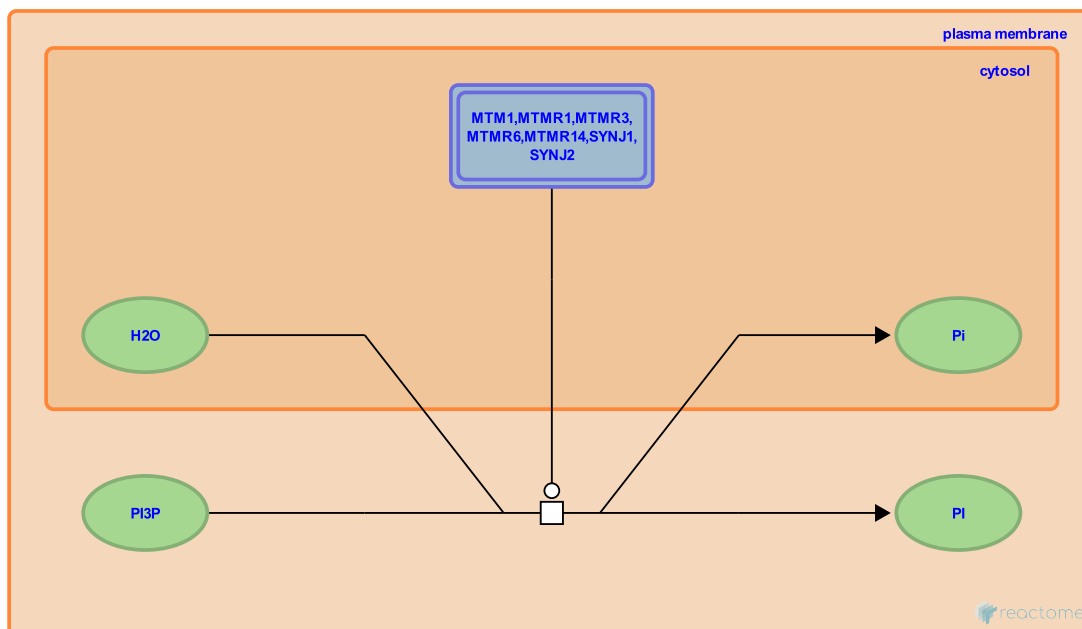 plasma membrane
cytosol
MTM1,MTMR1,MTMR3,
MTMR6,MTMR14,SYNJ1,
SYNJ2
H2O
Pi
PI3P
PI
reactome